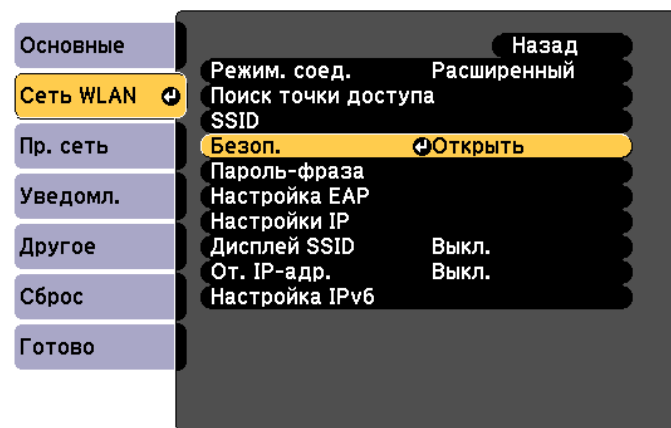 Основные
Сеть WLAN
Пр. сеть
Уведомл.
Другое
Сброс
Готово
Назад
Режим. соед. Расширенный
Поиск точки доступа
SSID
Безоп. Открыть
Пароль-фраза
Настройка EAP
Настройки IP
Дисплей SSID Выкл.
От. IP-адр. Выкл.
Настройка IPv6